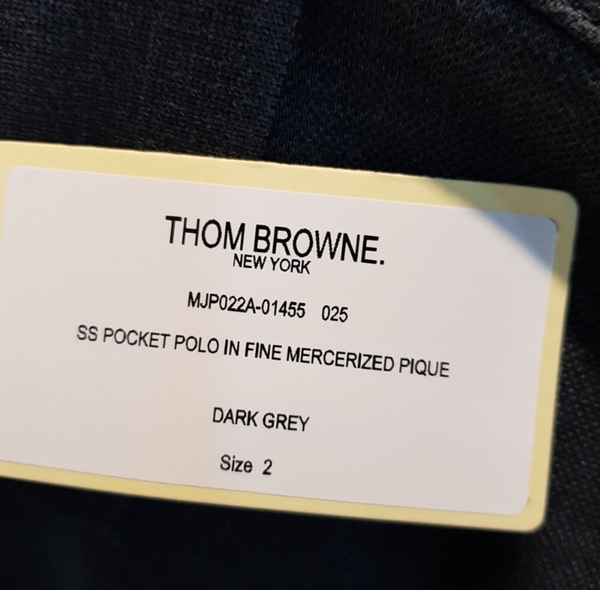 THOM BROWNE.
NEW YORK
MJP022A-01455 025
SS POCKET POLO IN FINE MERCERIZED PIQUE
DARK GREY
Size 2